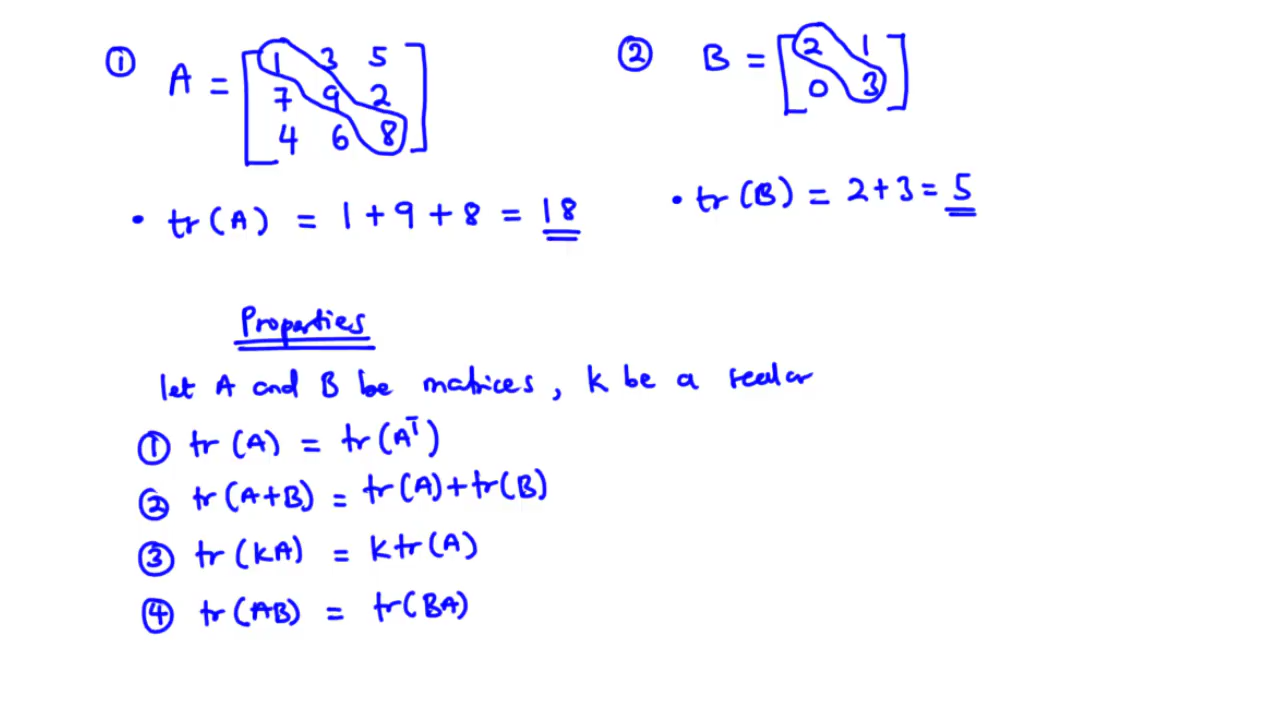 ① A = [1 3 5
7 9 2
4 6 8]
• tr(A) = 1+9+8 = 18
② B = [2 1
0 3]
• tr(B) = 2+3 = 5
Properties
let A and B be matrices, k be a scalar
① tr(A) = tr(Aᵀ)
② tr(A+B) = tr(A)+tr(B)
③ tr(kA) = k tr(A)
④ tr(AB) = tr(BA)